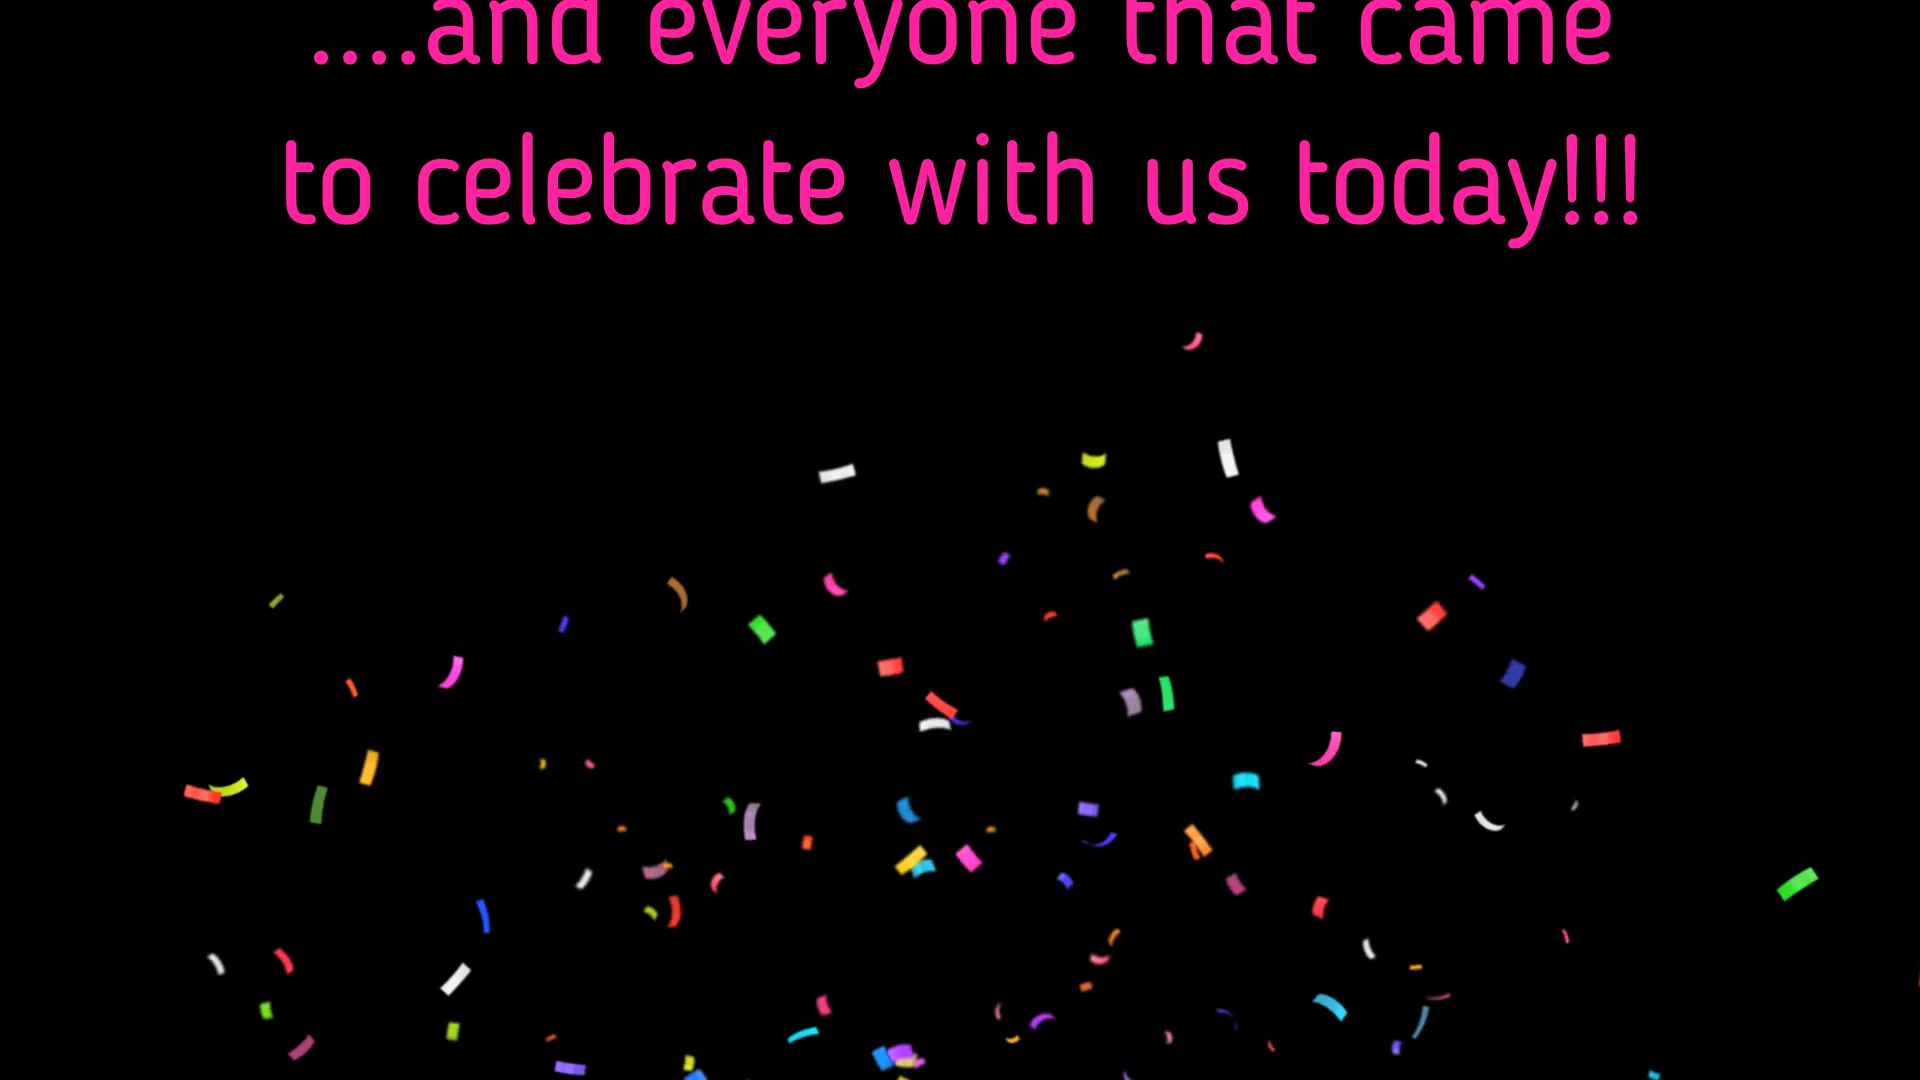 ....and everyone that came
to celebrate with us today!!!